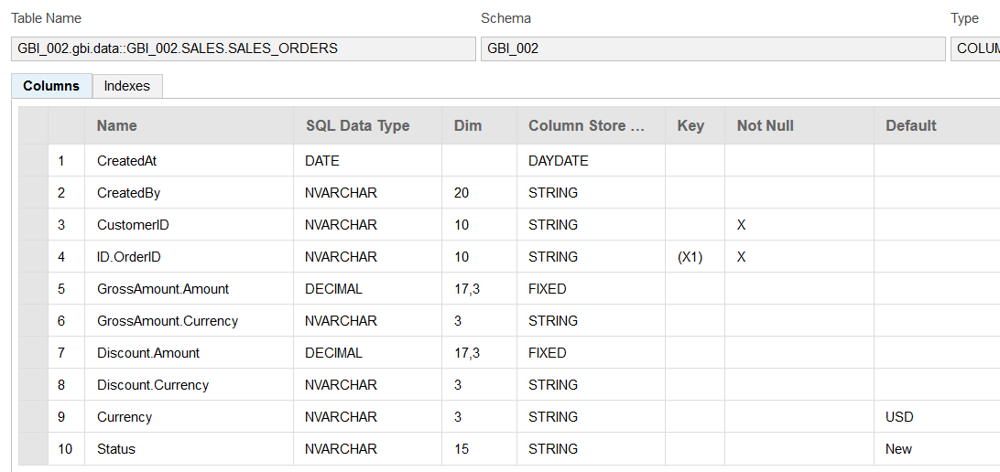 Table Name Schema Type
GBI_002.gbi.data::GBI_002.SALES.SALES_ORDERS GBI_002 COLUM
Columns Indexes
Name SQL Data Type Dim Column Store ... Key Not Null Default
1 CreatedAt DATE DAYDATE
2 CreatedBy NVARCHAR 20 STRING
3 CustomerID NVARCHAR 10 STRING X
4 ID.OrderID NVARCHAR 10 STRING (X1) X
5 GrossAmount.Amount DECIMAL 17,3 FIXED
6 GrossAmount.Currency NVARCHAR 3 STRING
7 Discount.Amount DECIMAL 17,3 FIXED
8 Discount.Currency NVARCHAR 3 STRING
9 Currency NVARCHAR 3 STRING USD
10 Status NVARCHAR 15 STRING New